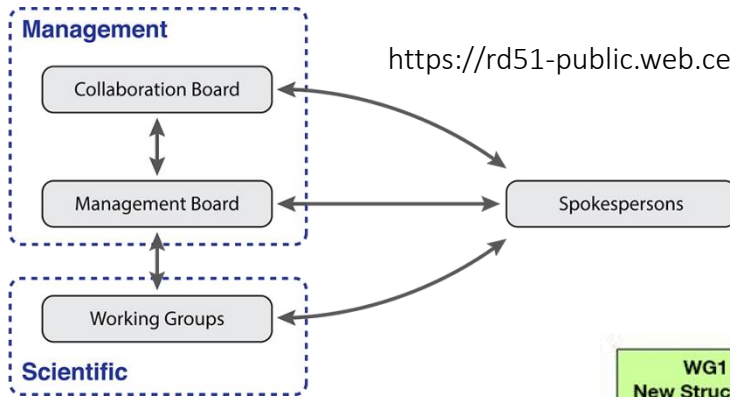 Management
https://rd51-public.web.ce
Collaboration Board
Management Board
Spokespersons
Working Groups
Scientific
WG1
New Struc